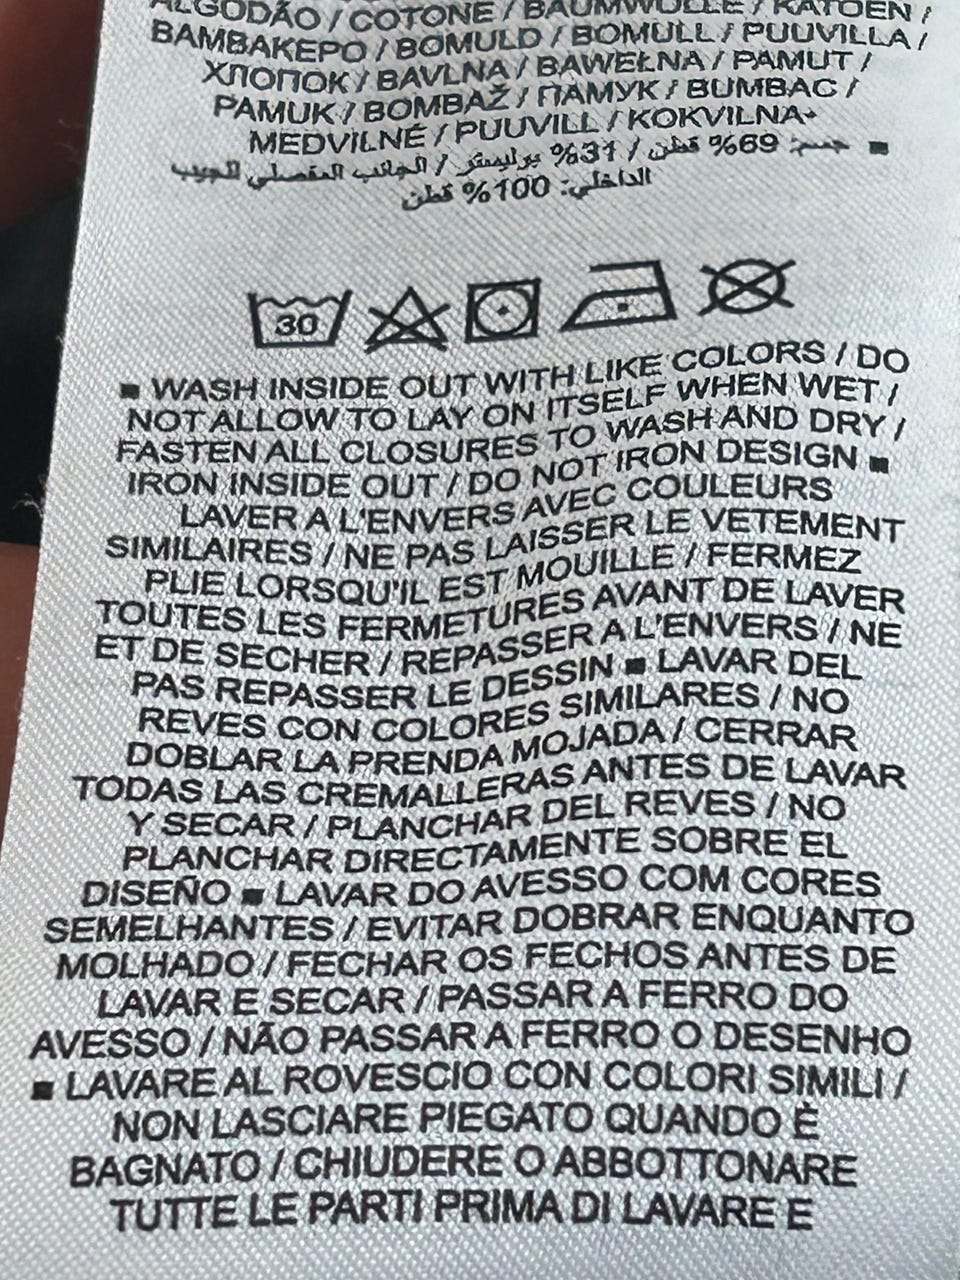 ALGODÃO / COTONE / BAUMWOLLE / KATOEN /
ΒΑΜΒΑΚΕΡΟ / BOMULD / BOMULL / PUUVILLA /
ХЛОПОК / BAVLNA / BAWEŁNA / PAMUT /
PAMUK / BOMBAŽ / ПАМУК / BUMBAC /
MEDVILNĖ / PUUVILL / KOKVILNA
■ جسم: 69% قطن / 31% بوليستر / الجانب المفصلي للجيب
الداخلي: 100% قطن
30
■ WASH INSIDE OUT WITH LIKE COLORS / DO
NOT ALLOW TO LAY ON ITSELF WHEN WET /
FASTEN ALL CLOSURES TO WASH AND DRY /
IRON INSIDE OUT / DO NOT IRON DESIGN ■
LAVER A L'ENVERS AVEC COULEURS
SIMILAIRES / NE PAS LAISSER LE VETEMENT
PLIE LORSQU'IL EST MOUILLE / FERMEZ
TOUTES LES FERMETURES AVANT DE LAVER
ET DE SECHER / REPASSER A L'ENVERS / NE
PAS REPASSER LE DESSIN ■ LAVAR DEL
REVES CON COLORES SIMILARES / NO
DOBLAR LA PRENDA MOJADA / CERRAR
TODAS LAS CREMALLERAS ANTES DE LAVAR
Y SECAR / PLANCHAR DEL REVES / NO
PLANCHAR DIRECTAMENTE SOBRE EL
DISEÑO ■ LAVAR DO AVESSO COM CORES
SEMELHANTES / EVITAR DOBRAR ENQUANTO
MOLHADO / FECHAR OS FECHOS ANTES DE
LAVAR E SECAR / PASSAR A FERRO DO
AVESSO / NÃO PASSAR A FERRO O DESENHO
■ LAVARE AL ROVESCIO CON COLORI SIMILI /
NON LASCIARE PIEGATO QUANDO È
BAGNATO / CHIUDERE O ABBOTTONARE
TUTTE LE PARTI PRIMA DI LAVARE E